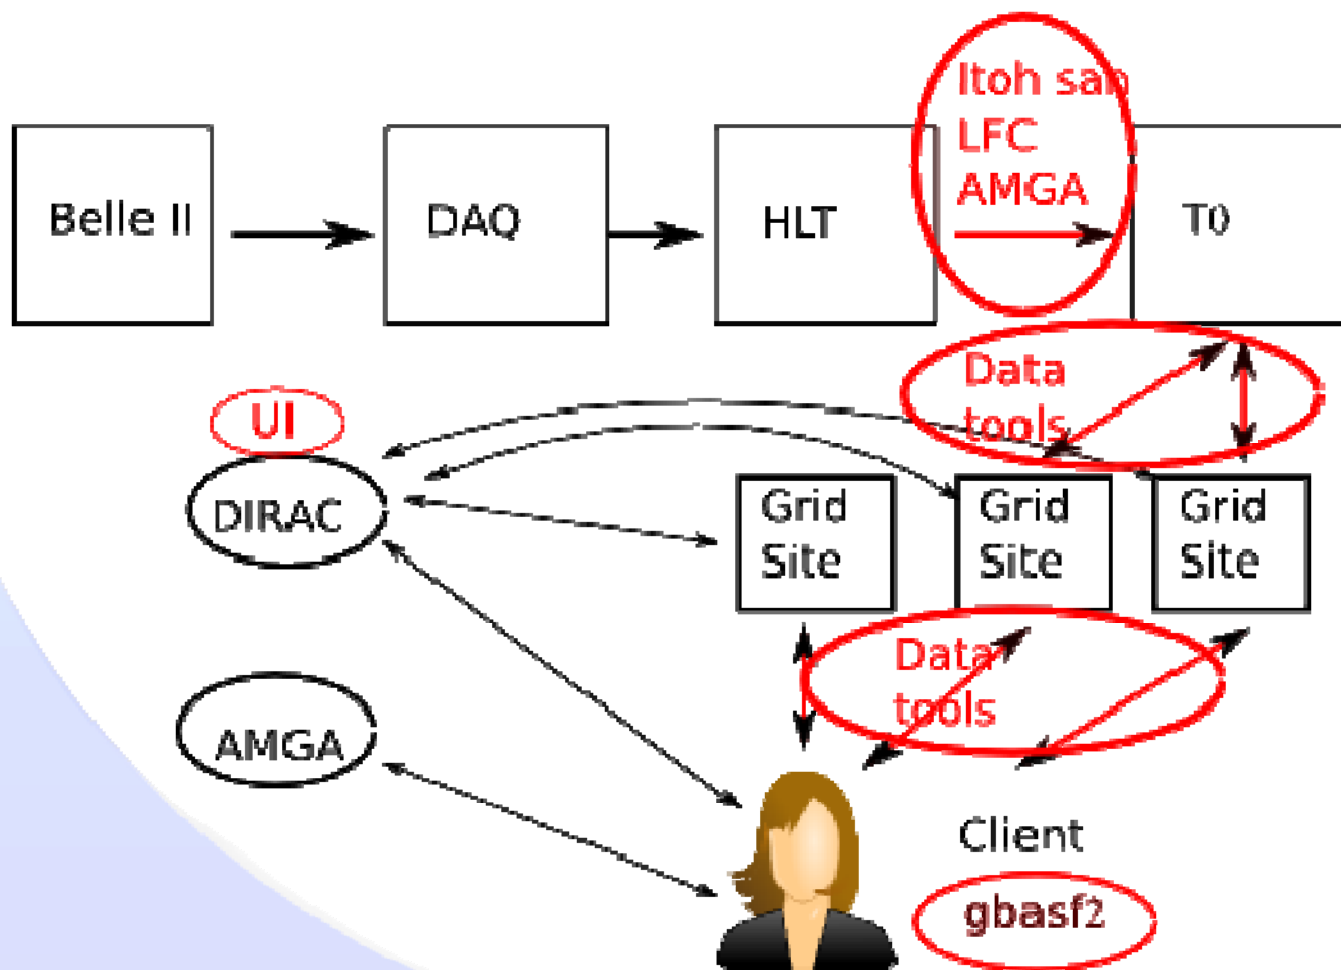 Itoh san
LFC
AMGA
Belle II
DAQ
HLT
T0
Data
tools
UI
DIRAC
Grid
Site
Grid
Site
Grid
Site
Data
tools
AMGA
Client
gbasf2